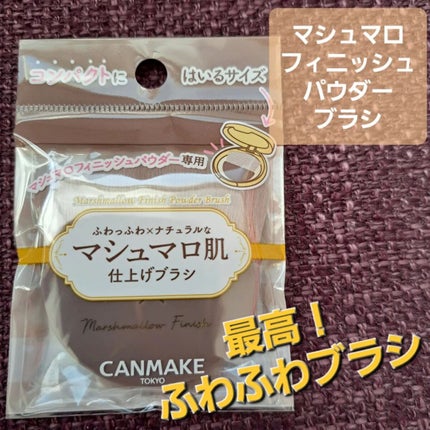 マシュマロ
フィニッシュ
パウダー
ブラシ
コンパクトに はいるサイズ
マシュマロフィニッシュパウダー専用
Marshmallow Finish Powder Brush
ふわっふわ×ナチュラルな
マシュマロ肌
仕上げブラシ
Marshmallow Finish
CANMAKE
TOKYO
最高！
ふわふわブラシ